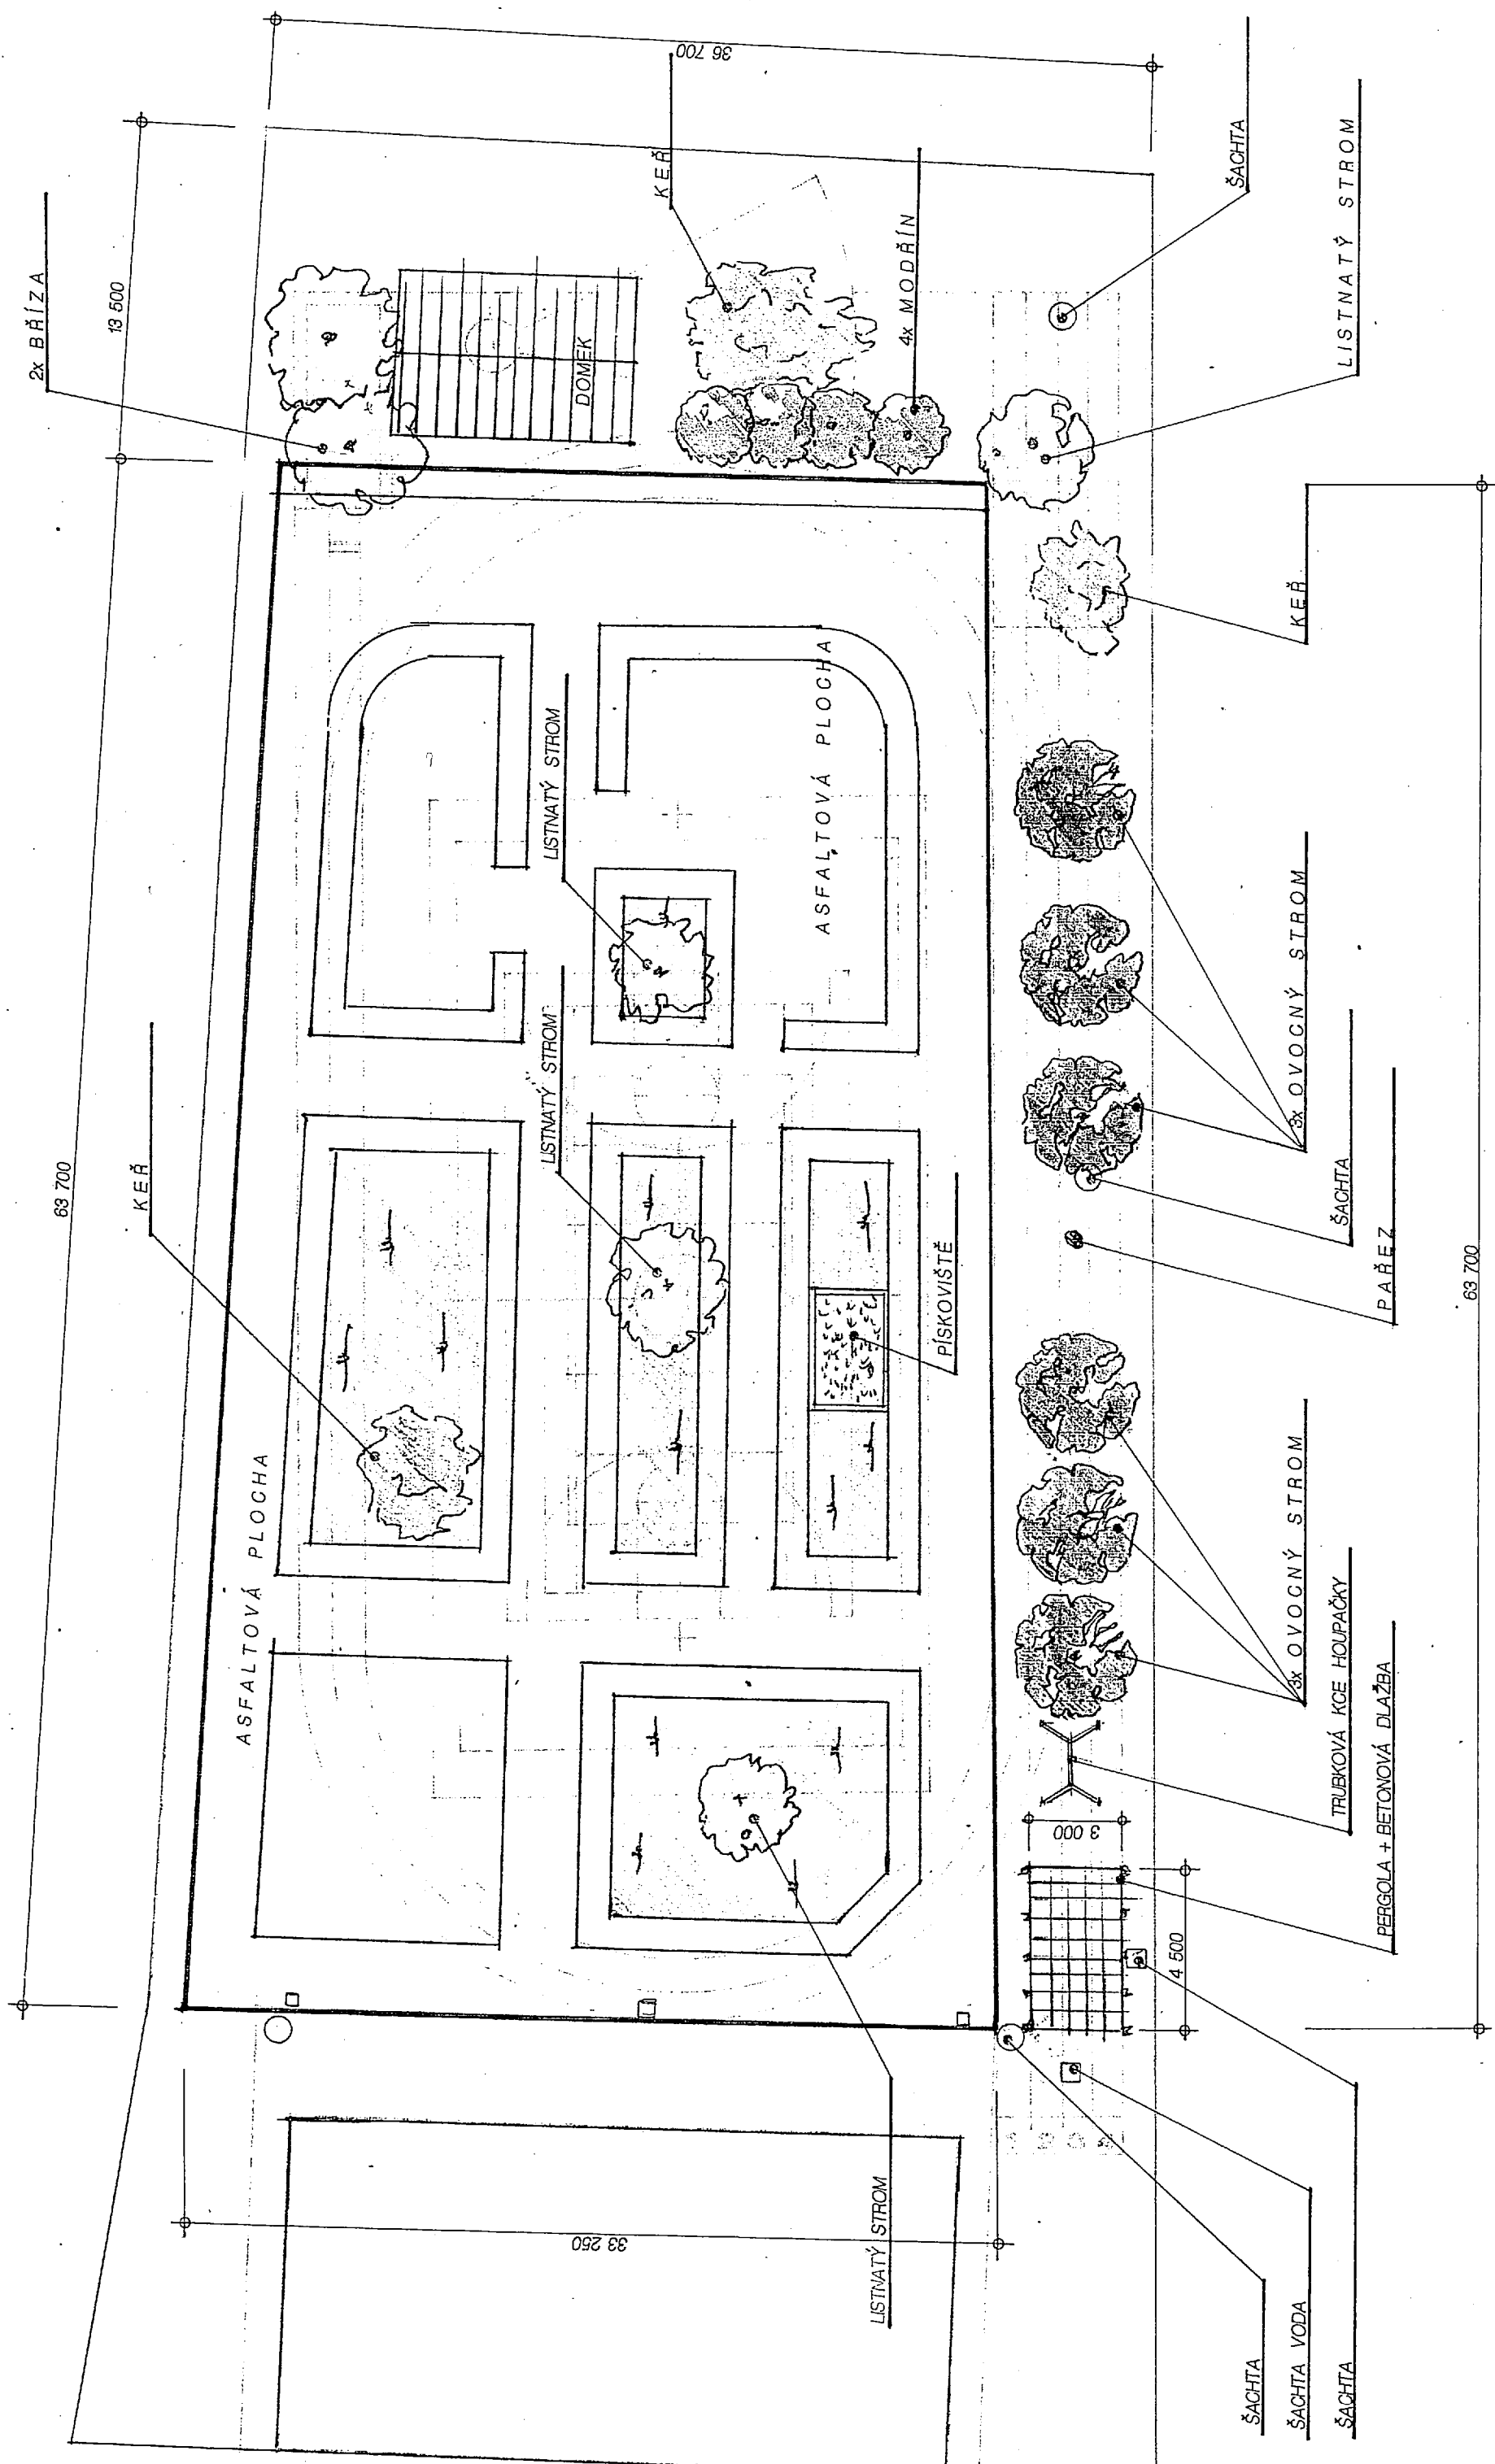 2x BŘÍZA
13 500
36 700
KEŘ
4x MODŘÍN
ŠACHTA
LISTNATÝ STROM
DOMEK
63 700
KEŘ
LISTNATÝ STROM
LISTNATÝ STROM
ASFALTOVÁ PLOCHA
KEŘ
3x OVOCNÝ STROM
ŠACHTA
PAŘEZ
63 700
PÍSKOVIŠTĚ
ASFALTOVÁ PLOCHA
3x OVOCNÝ STROM
TRUBKOVÁ KCE HOUPAČKY
PERGOLA + BETONOVÁ DLAŽBA
3 000
4 500
LISTNATÝ STROM
33 250
ŠACHTA
ŠACHTA VODA
ŠACHTA